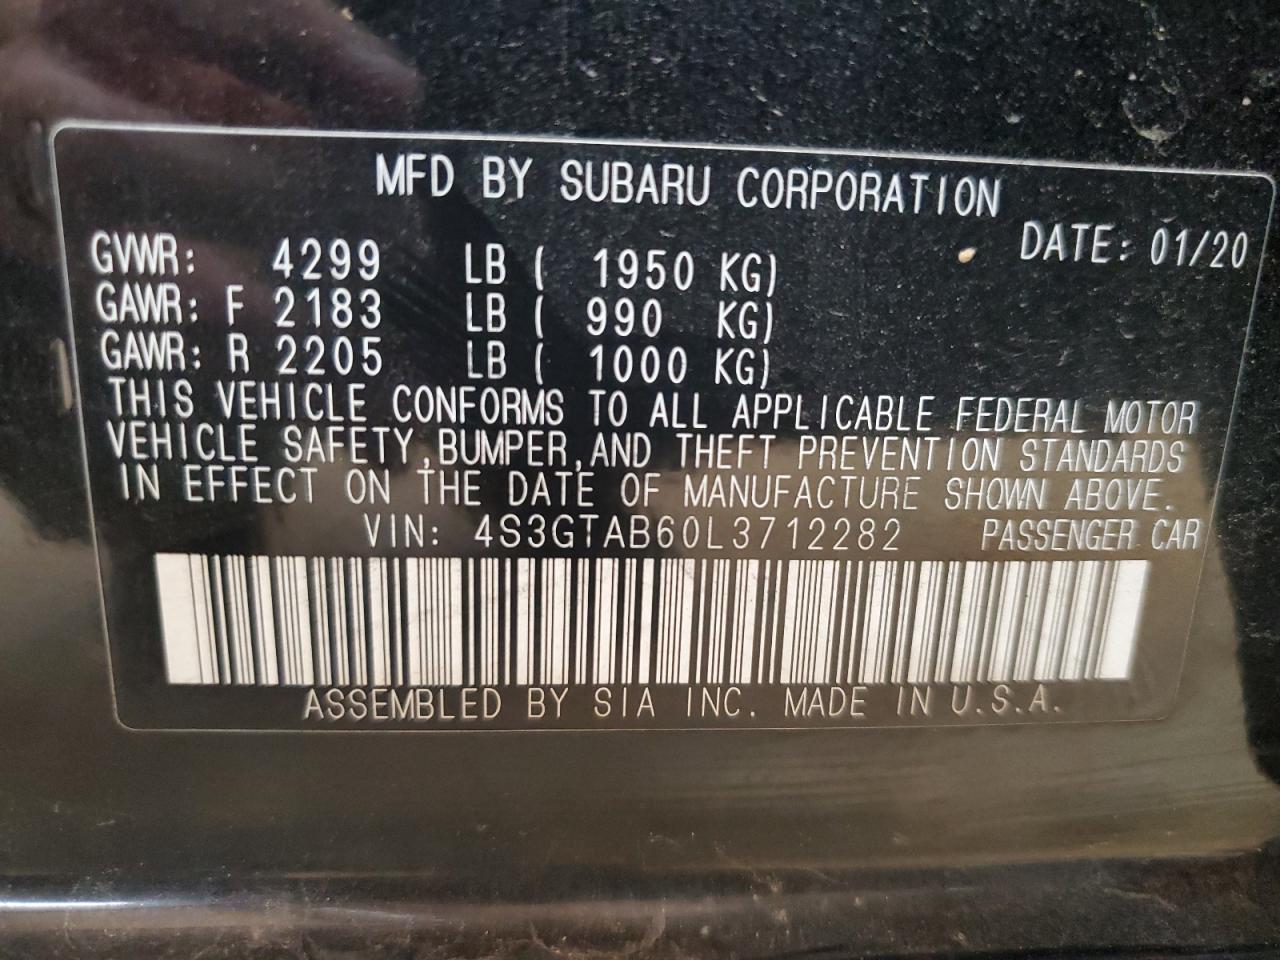 MFD BY SUBARU CORPORATION
DATE: 01/20
GVWR: 4299 LB ( 1950 KG)
GAWR: F 2183 LB ( 990 KG)
GAWR: R 2205 LB ( 1000 KG)
THIS VEHICLE CONFORMS TO ALL APPLICABLE FEDERAL MOTOR
VEHICLE SAFETY,BUMPER,AND THEFT PREVENTION STANDARDS
IN EFFECT ON THE DATE OF MANUFACTURE SHOWN ABOVE.
VIN: 4S3GTAB60L3712282 PASSENGER CAR
ASSEMBLED BY SIA INC. MADE IN U.S.A.